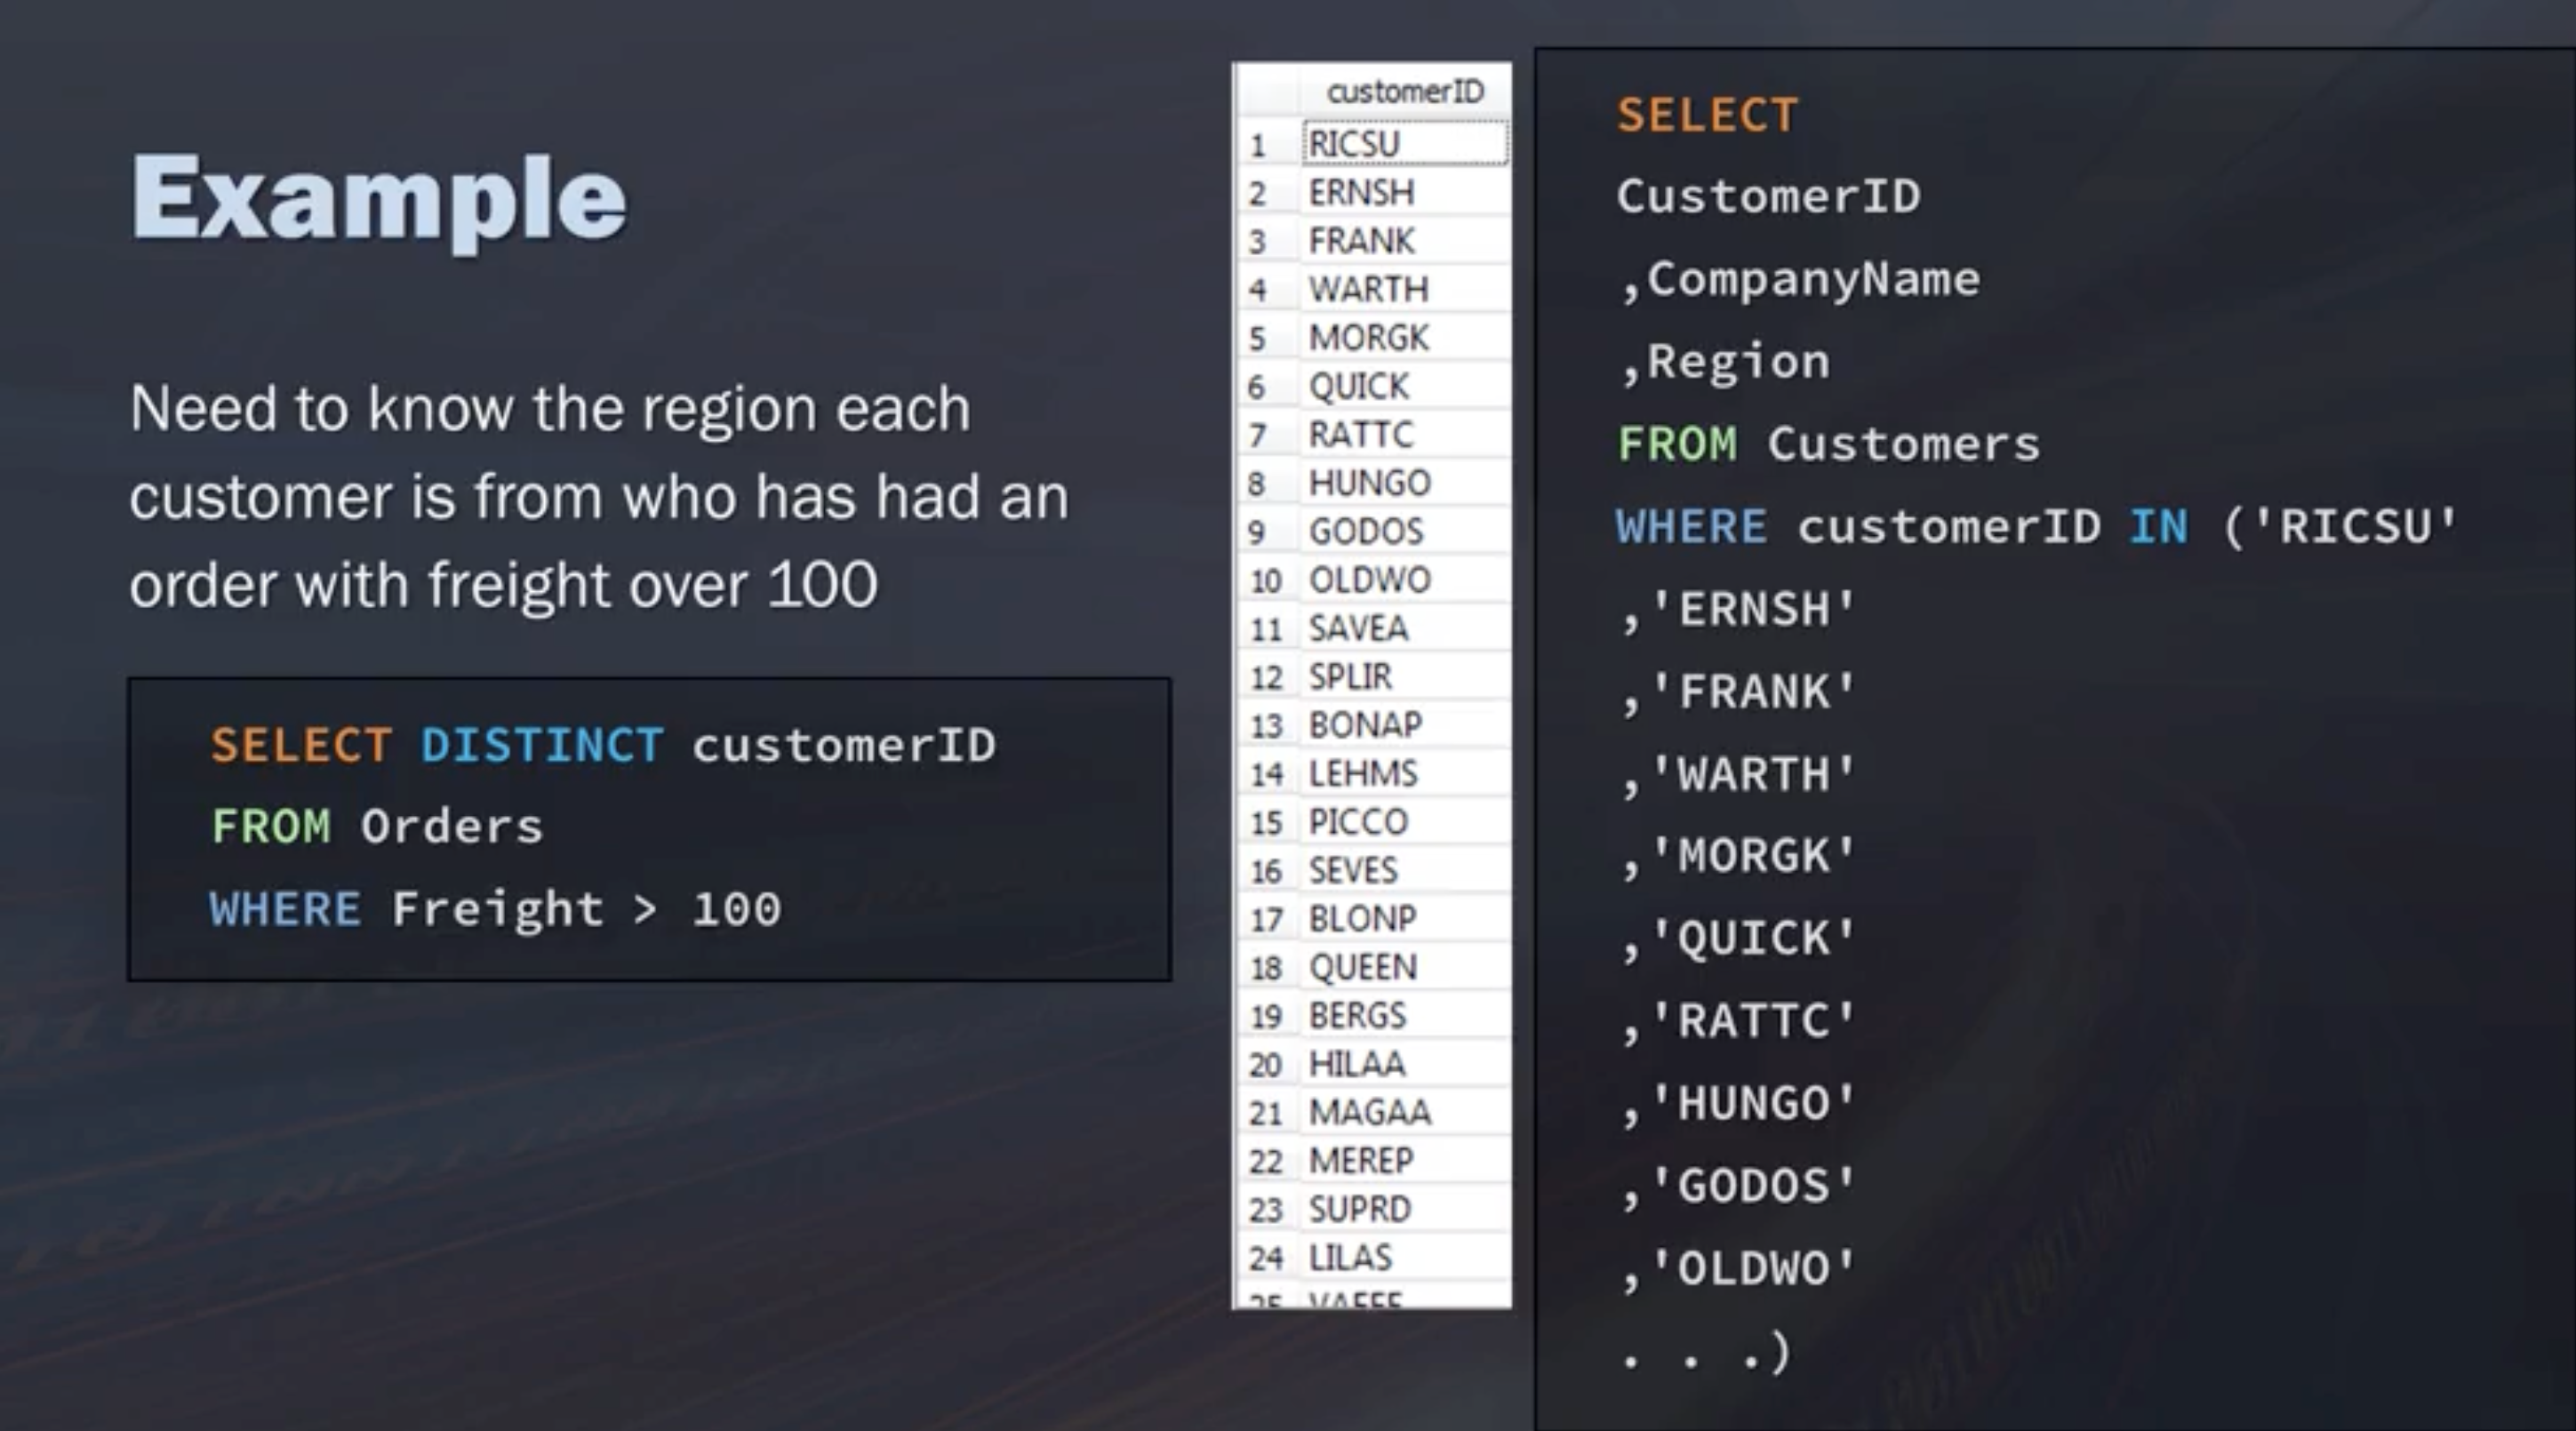 Example
Need to know the region each
customer is from who has had an
order with freight over 100
SELECT DISTINCT customerID
FROM Orders
WHERE Freight > 100
customerID
1 RICSU
2 ERNSH
3 FRANK
4 WARTH
5 MORGK
6 QUICK
7 RATTC
8 HUNGO
9 GODOS
10 OLDWO
11 SAVEA
12 SPLIR
13 BONAP
14 LEHMS
15 PICCO
16 SEVES
17 BLONP
18 QUEEN
19 BERGS
20 HILAA
21 MAGAA
22 MEREP
23 SUPRD
24 LILAS
25
SELECT
CustomerID
,CompanyName
,Region
FROM Customers
WHERE customerID IN ('RICSU'
,'ERNSH'
,'FRANK'
,'WARTH'
,'MORGK'
,'QUICK'
,'RATTC'
,'HUNGO'
,'GODOS'
,'OLDWO'
. . .)